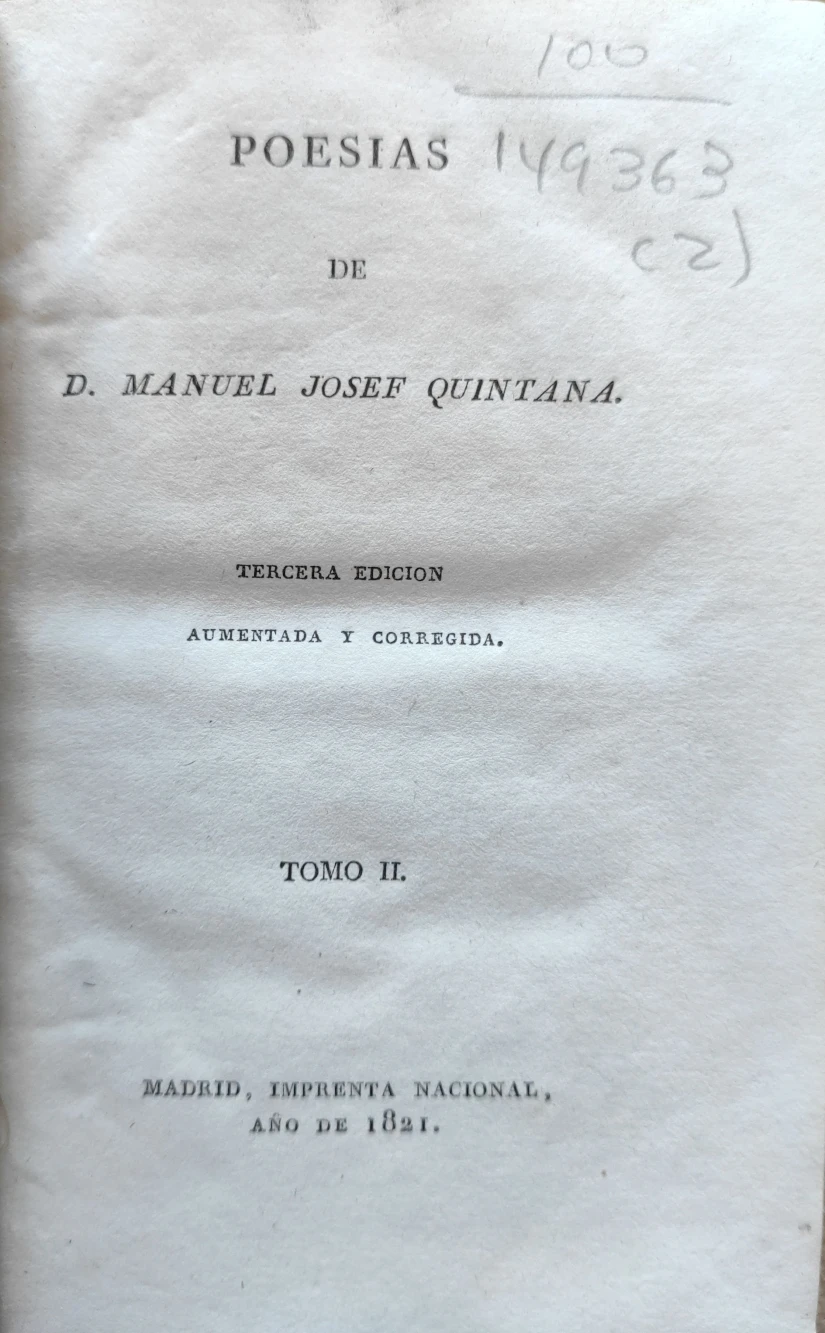 100
POESIAS
149363
(2)
DE
D. MANUEL JOSEF QUINTANA.
TERCERA EDICION
AUMENTADA Y CORREGIDA.
TOMO II.
MADRID, IMPRENTA NACIONAL,
AÑO DE 1821.